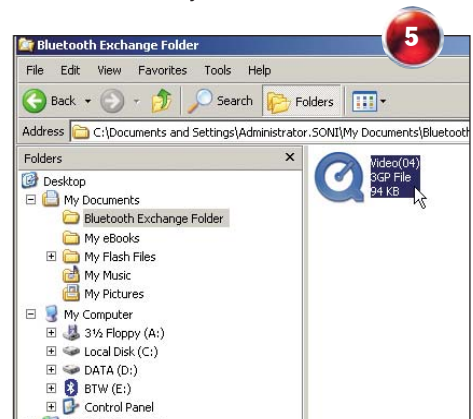 5
Bluetooth Exchange Folder
File Edit View Favorites Tools Help
Back Search Folders
Address C:\Documents and Settings\Administrator.SONI\My Documents\Bluetooth
Folders x
Video(04)
3GP File
94 KB
Desktop
My Documents
Bluetooth Exchange Folder
My eBooks
My Flash Files
My Music
My Pictures
My Computer
3½ Floppy (A:)
Local Disk (C:)
DATA (D:)
BTW (E:)
Control Panel